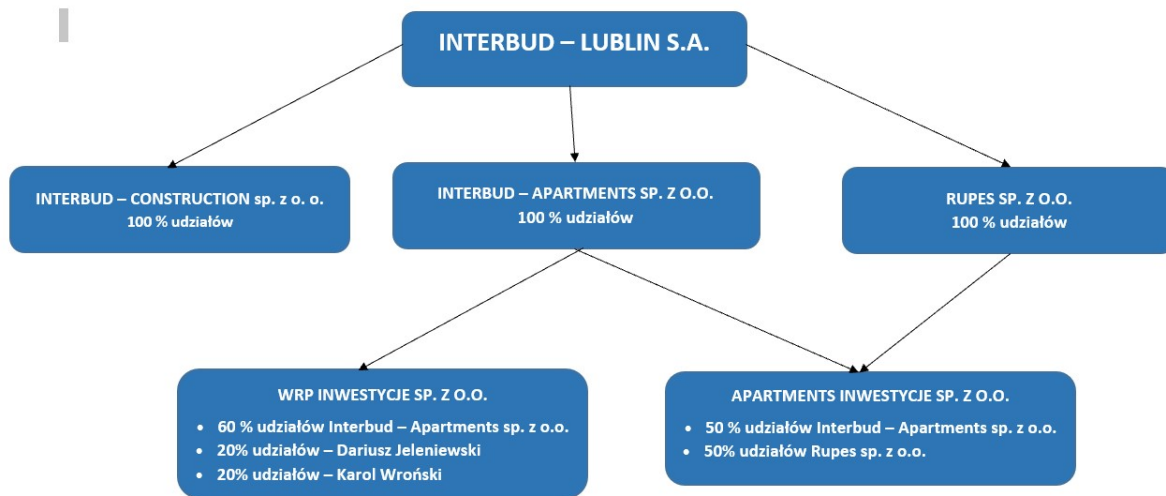 INTERBUD – LUBLIN S.A.
INTERBUD – CONSTRUCTION sp. z o. o.
100 % udziałów
INTERBUD – APARTMENTS SP. Z O.O.
100 % udziałów
RUPES SP. Z O.O.
100 % udziałów
WRP INWESTYCJE SP. Z O.O.
• 60 % udziałów Interbud – Apartments sp. z o.o.
• 20% udziałów – Dariusz Jeleniewski
• 20% udziałów – Karol Wroński
APARTMENTS INWESTYCJE SP. Z O.O.
• 50 % udziałów Interbud – Apartments sp. z o.o.
• 50% udziałów Rupes sp. z o.o.